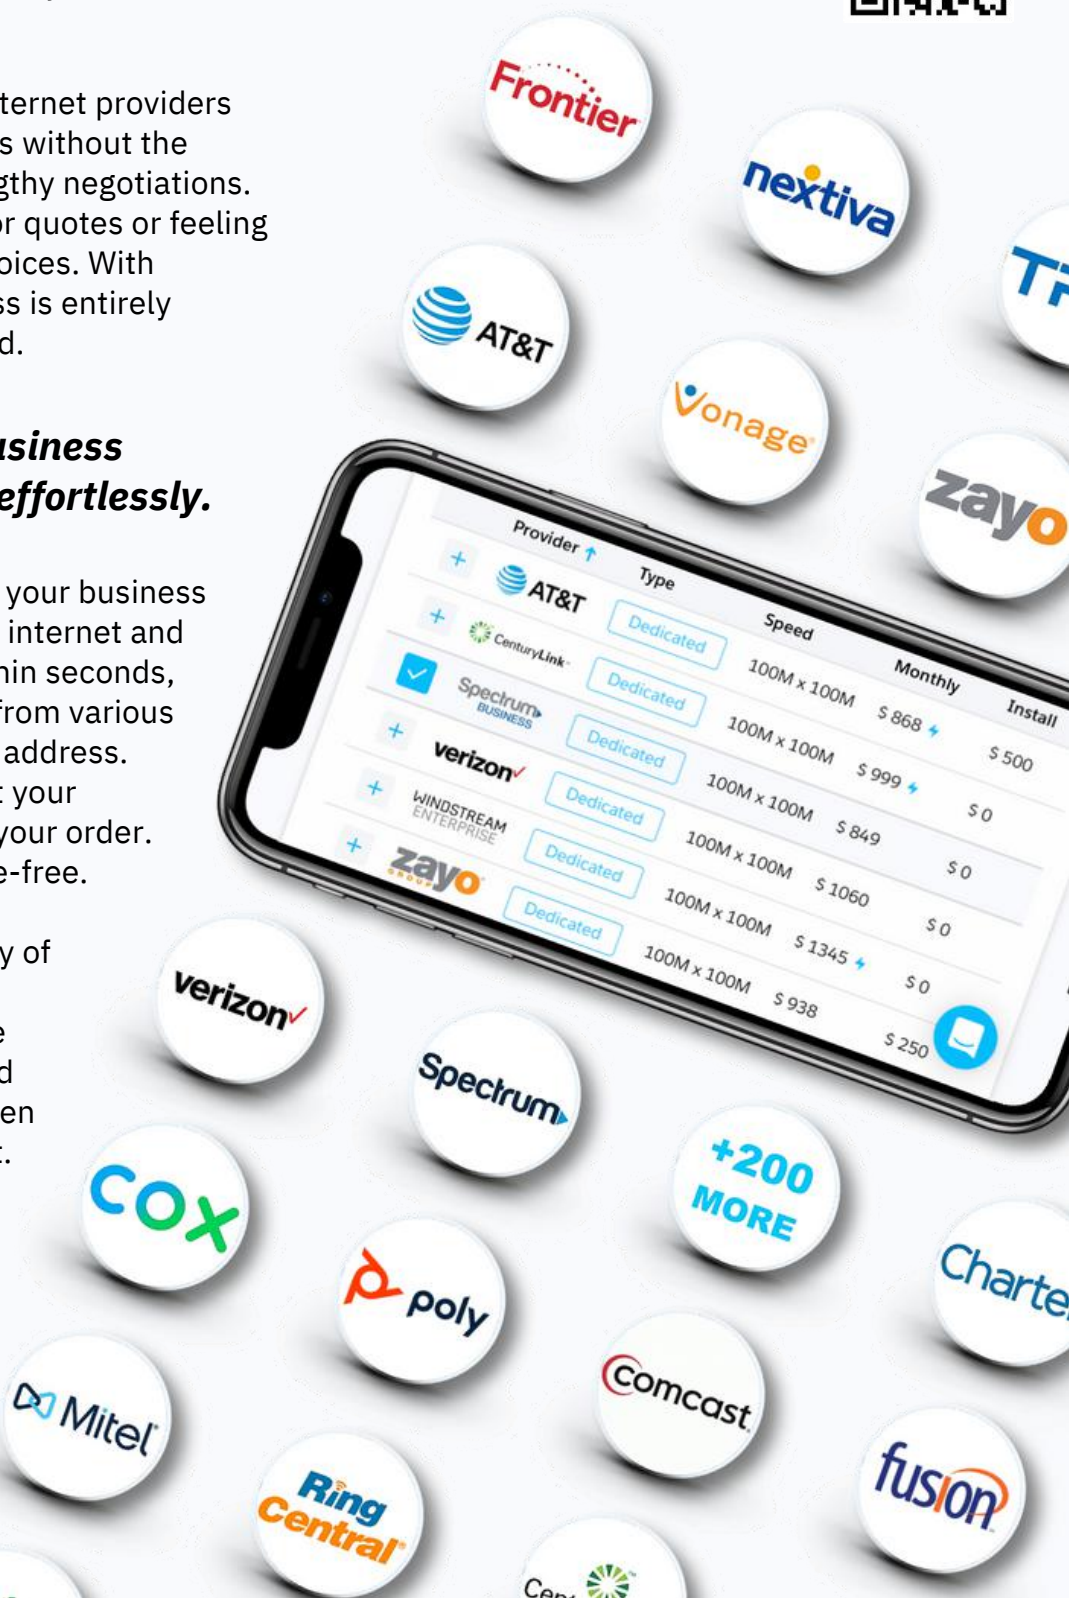 ternet providers
s without the
gthy negotiations.
or quotes or feeling
oices. With
ss is entirely
d.
usiness
effortlessly.
your business
internet and
hin seconds,
from various
address.
t your
your order.
e-free.
y of
e
d
en
t.
Frontier
nextiva
AT&T
Vonage
zayo
Provider ↑ Type Speed Monthly Install
+ AT&T Dedicated 100M x 100M $ 868 $ 500
+ CenturyLink Dedicated 100M x 100M $ 999 $ 0
Spectrum BUSINESS Dedicated 100M x 100M $ 849 $ 0
+ verizon Dedicated 100M x 100M $ 1060 $ 0
+ WINDSTREAM ENTERPRISE Dedicated 100M x 100M $ 1345 $ 0
+ zayo GROUP Dedicated 100M x 100M $ 938 $ 250
verizon
Spectrum
+200
MORE
cox
poly
Charte
Comcast
Mitel
Ring
Central
fusion
Cen